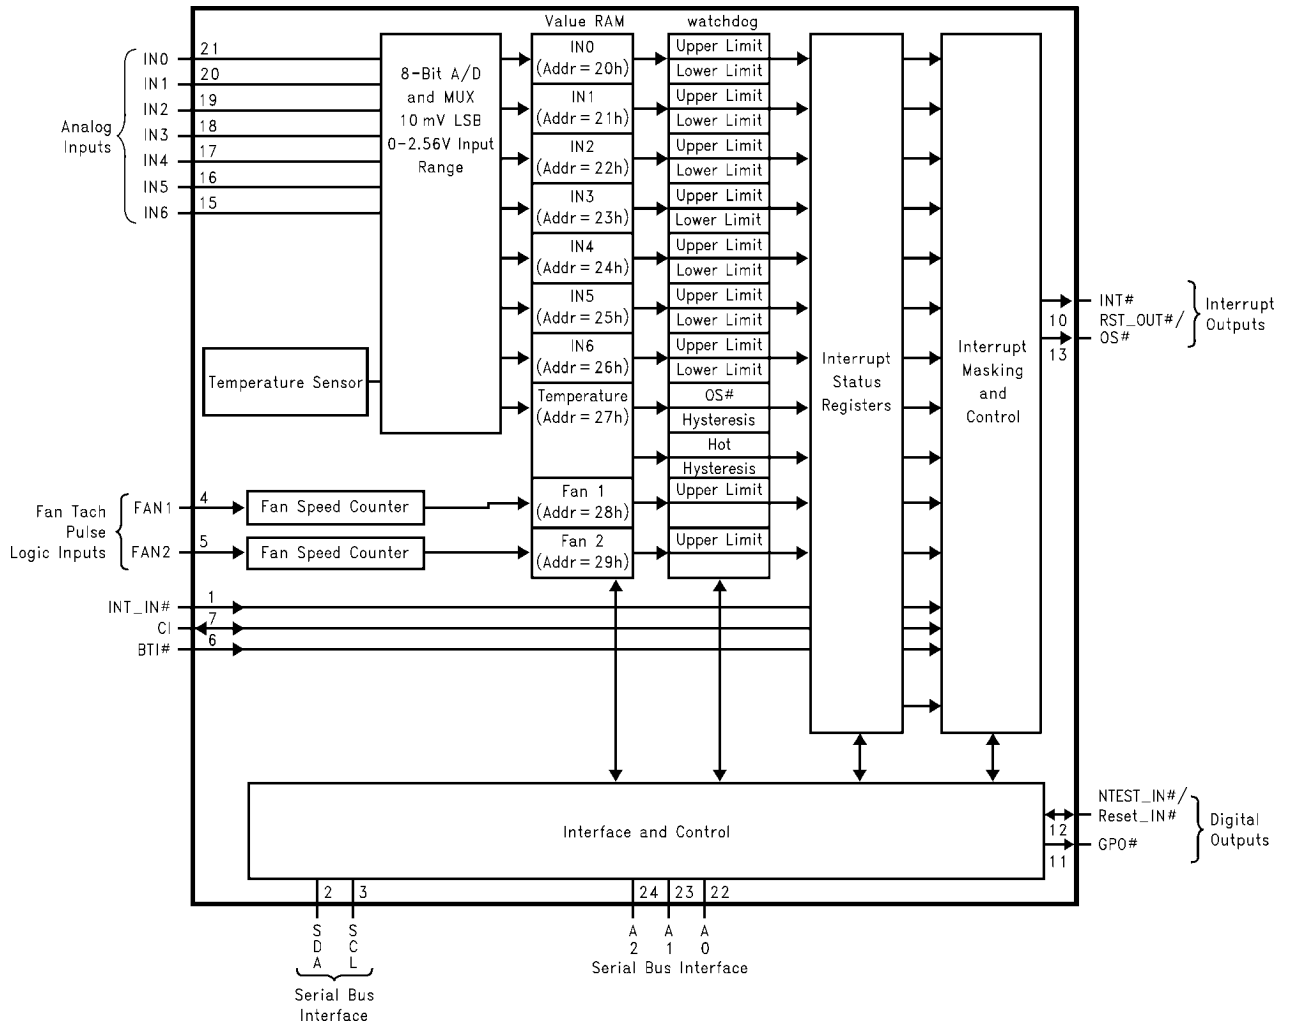 Value RAM
watchdog
Analog
Inputs
IN0 21
IN1 20
IN2 19
IN3 18
IN4 17
IN5 16
IN6 15
8-Bit A/D
and MUX
10 mV LSB
0-2.56V Input
Range
Temperature Sensor
IN0
(Addr = 20h)
IN1
(Addr = 21h)
IN2
(Addr = 22h)
IN3
(Addr = 23h)
IN4
(Addr = 24h)
IN5
(Addr = 25h)
IN6
(Addr = 26h)
Temperature
(Addr = 27h)
Fan 1
(Addr = 28h)
Fan 2
(Addr = 29h)
Upper Limit
Lower Limit
Upper Limit
Lower Limit
Upper Limit
Lower Limit
Upper Limit
Lower Limit
Upper Limit
Lower Limit
Upper Limit
Lower Limit
Upper Limit
Lower Limit
OS#
Hysteresis
Hot
Hysteresis
Upper Limit
Upper Limit
Interrupt
Status
Registers
Interrupt
Masking
and
Control
INT#
10 RST_OUT#/
OS#
13
Interrupt
Outputs
Fan Tach
Pulse
Logic Inputs
FAN1 4
Fan Speed Counter
FAN2 5
Fan Speed Counter
INT_IN# 1
CI 7
BTI# 6
Interface and Control
NTEST_IN#/
Reset_IN#
12
GPO#
11
Digital
Outputs
2 3
SDA
SCL
Serial Bus
Interface
24 23 22
A2
A1
A0
Serial Bus Interface